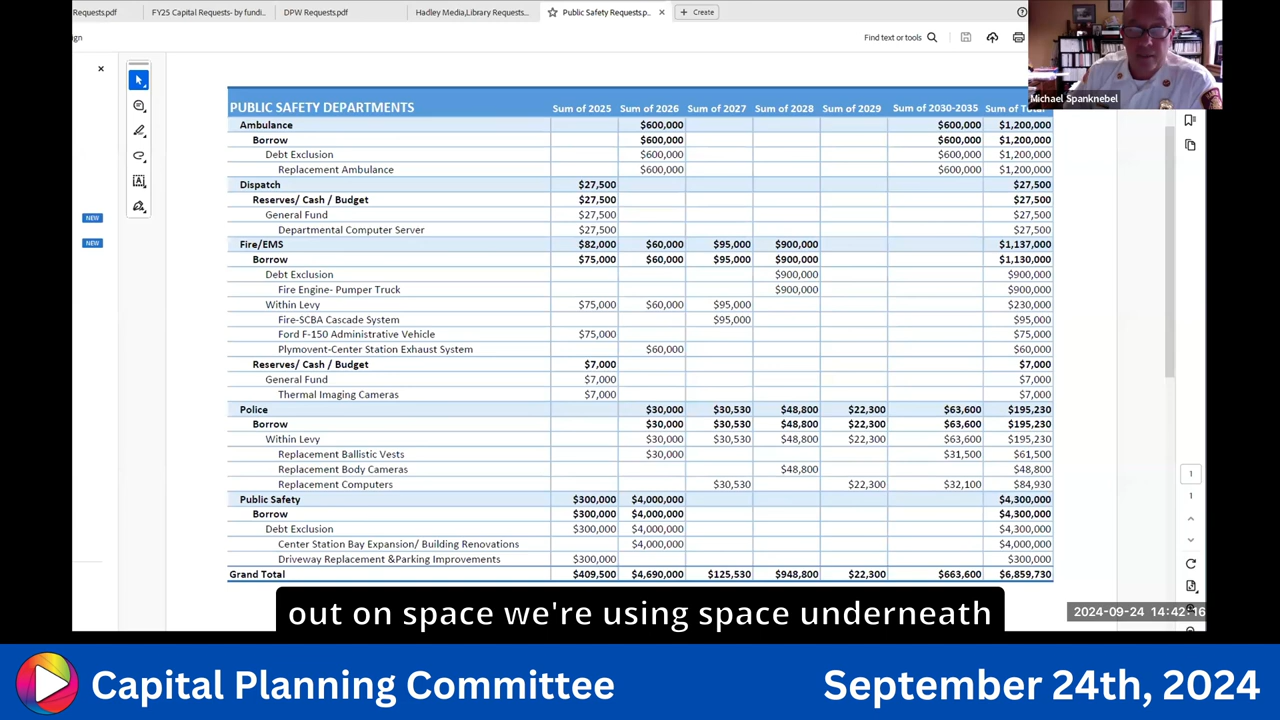 Requests.pdf
FY25 Capital Requests- by fundi...
DPW Requests.pdf
Hadley Media,Library Requests...
Public Safety Requests.p...
Create
ign
Find text or tools
Michael Spanknebel
NEW
NEW
PUBLIC SAFETY DEPARTMENTS Sum of 2025 Sum of 2026 Sum of 2027 Sum of 2028 Sum of 2029 Sum of 2030-2035 Sum of
Ambulance $600,000 $600,000 $1,200,000
Borrow $600,000 $600,000 $1,200,000
Debt Exclusion $600,000 $600,000 $1,200,000
Replacement Ambulance $600,000 $600,000 $1,200,000
Dispatch $27,500 $27,500
Reserves/ Cash / Budget $27,500 $27,500
General Fund $27,500 $27,500
Departmental Computer Server $27,500 $27,500
Fire/EMS $82,000 $60,000 $95,000 $900,000 $1,137,000
Borrow $75,000 $60,000 $95,000 $900,000 $1,130,000
Debt Exclusion $900,000 $900,000
Fire Engine- Pumper Truck $900,000 $900,000
Within Levy $75,000 $60,000 $95,000 $230,000
Fire-SCBA Cascade System $95,000 $95,000
Ford F-150 Administrative Vehicle $75,000 $75,000
Plymovent-Center Station Exhaust System $60,000 $60,000
Reserves/ Cash / Budget $7,000 $7,000
General Fund $7,000 $7,000
Thermal Imaging Cameras $7,000 $7,000
Police $30,000 $30,530 $48,800 $22,300 $63,600 $195,230
Borrow $30,000 $30,530 $48,800 $22,300 $63,600 $195,230
Within Levy $30,000 $30,530 $48,800 $22,300 $63,600 $195,230
Replacement Ballistic Vests $30,000 $31,500 $61,500
Replacement Body Cameras $48,800 $48,800
Replacement Computers $30,530 $22,300 $32,100 $84,930
Public Safety $300,000 $4,000,000 $4,300,000
Borrow $300,000 $4,000,000 $4,300,000
Debt Exclusion $300,000 $4,000,000 $4,300,000
Center Station Bay Expansion/ Building Renovations $4,000,000 $4,000,000
Driveway Replacement &Parking Improvements $300,000 $300,000
Grand Total $409,500 $4,690,000 $125,530 $948,800 $22,300 $663,600 $6,859,730
1
1
out on space we're using space underneath
2024-09-24 14:42:16
Capital Planning Committee
September 24th, 2024